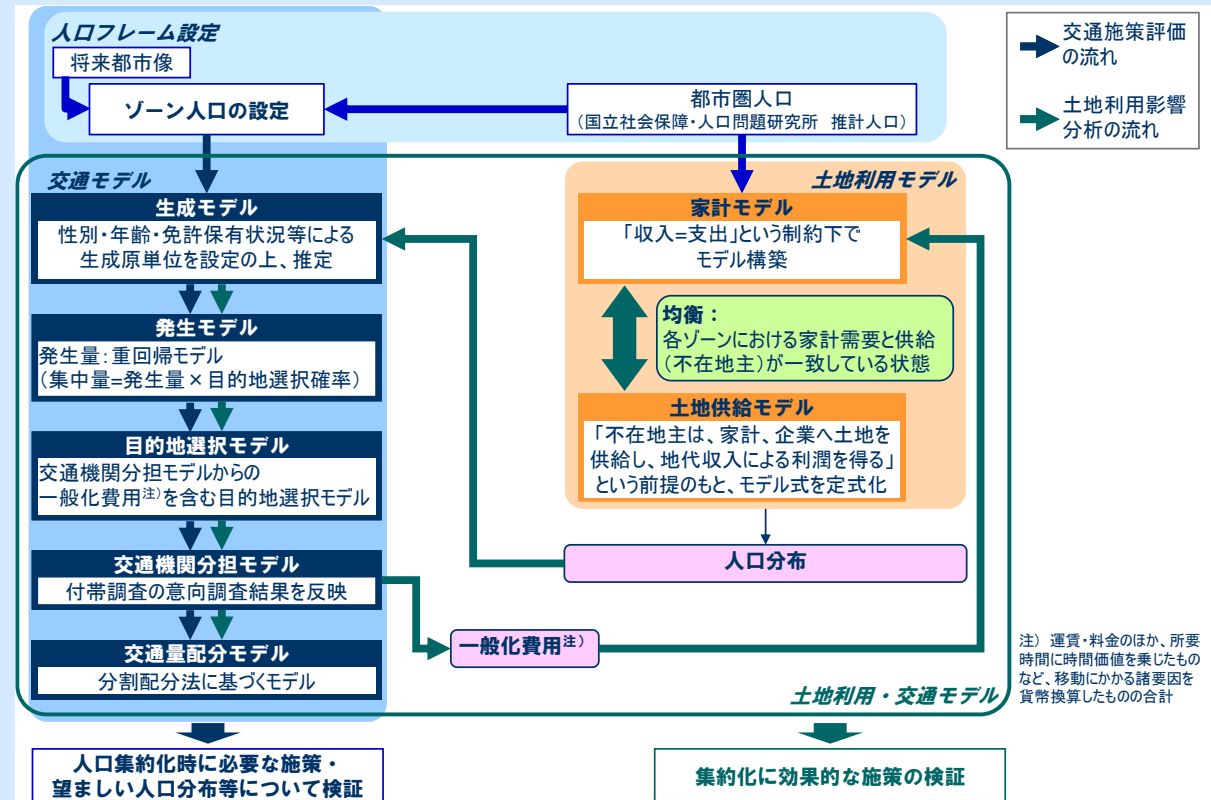 人口フレーム設定
将来都市像
ゾーン人口の設定
都市圏人口
（国立社会保障・人口問題研究所　推計人口）
交通施策評価
の流れ
土地利用影響
分析の流れ
交通モデル
生成モデル
性別・年齢・免許保有状況等による
生成原単位を設定の上、推定
発生モデル
発生量：重回帰モデル
（集中量=発生量×目的地選択確率）
目的地選択モデル
交通機関分担モデルからの
一般化費用注）を含む目的地選択モデル
交通機関分担モデル
付帯調査の意向調査結果を反映
交通量配分モデル
分割配分法に基づくモデル
土地利用モデル
家計モデル
「収入=支出」という制約下で
モデル構築
均衡：
各ゾーンにおける家計需要と供給
（不在地主）が一致している状態
土地供給モデル
「不在地主は、家計、企業へ土地を
供給し、地代収入による利潤を得る」
という前提のもと、モデル式を定式化
人口分布
一般化費用注）
土地利用・交通モデル
注）運賃・料金のほか、所要
時間に時間価値を乗じたもの
など、移動にかかる諸要因を
貨幣換算したものの合計
人口集約化時に必要な施策・
望ましい人口分布等について検証
集約化に効果的な施策の検証